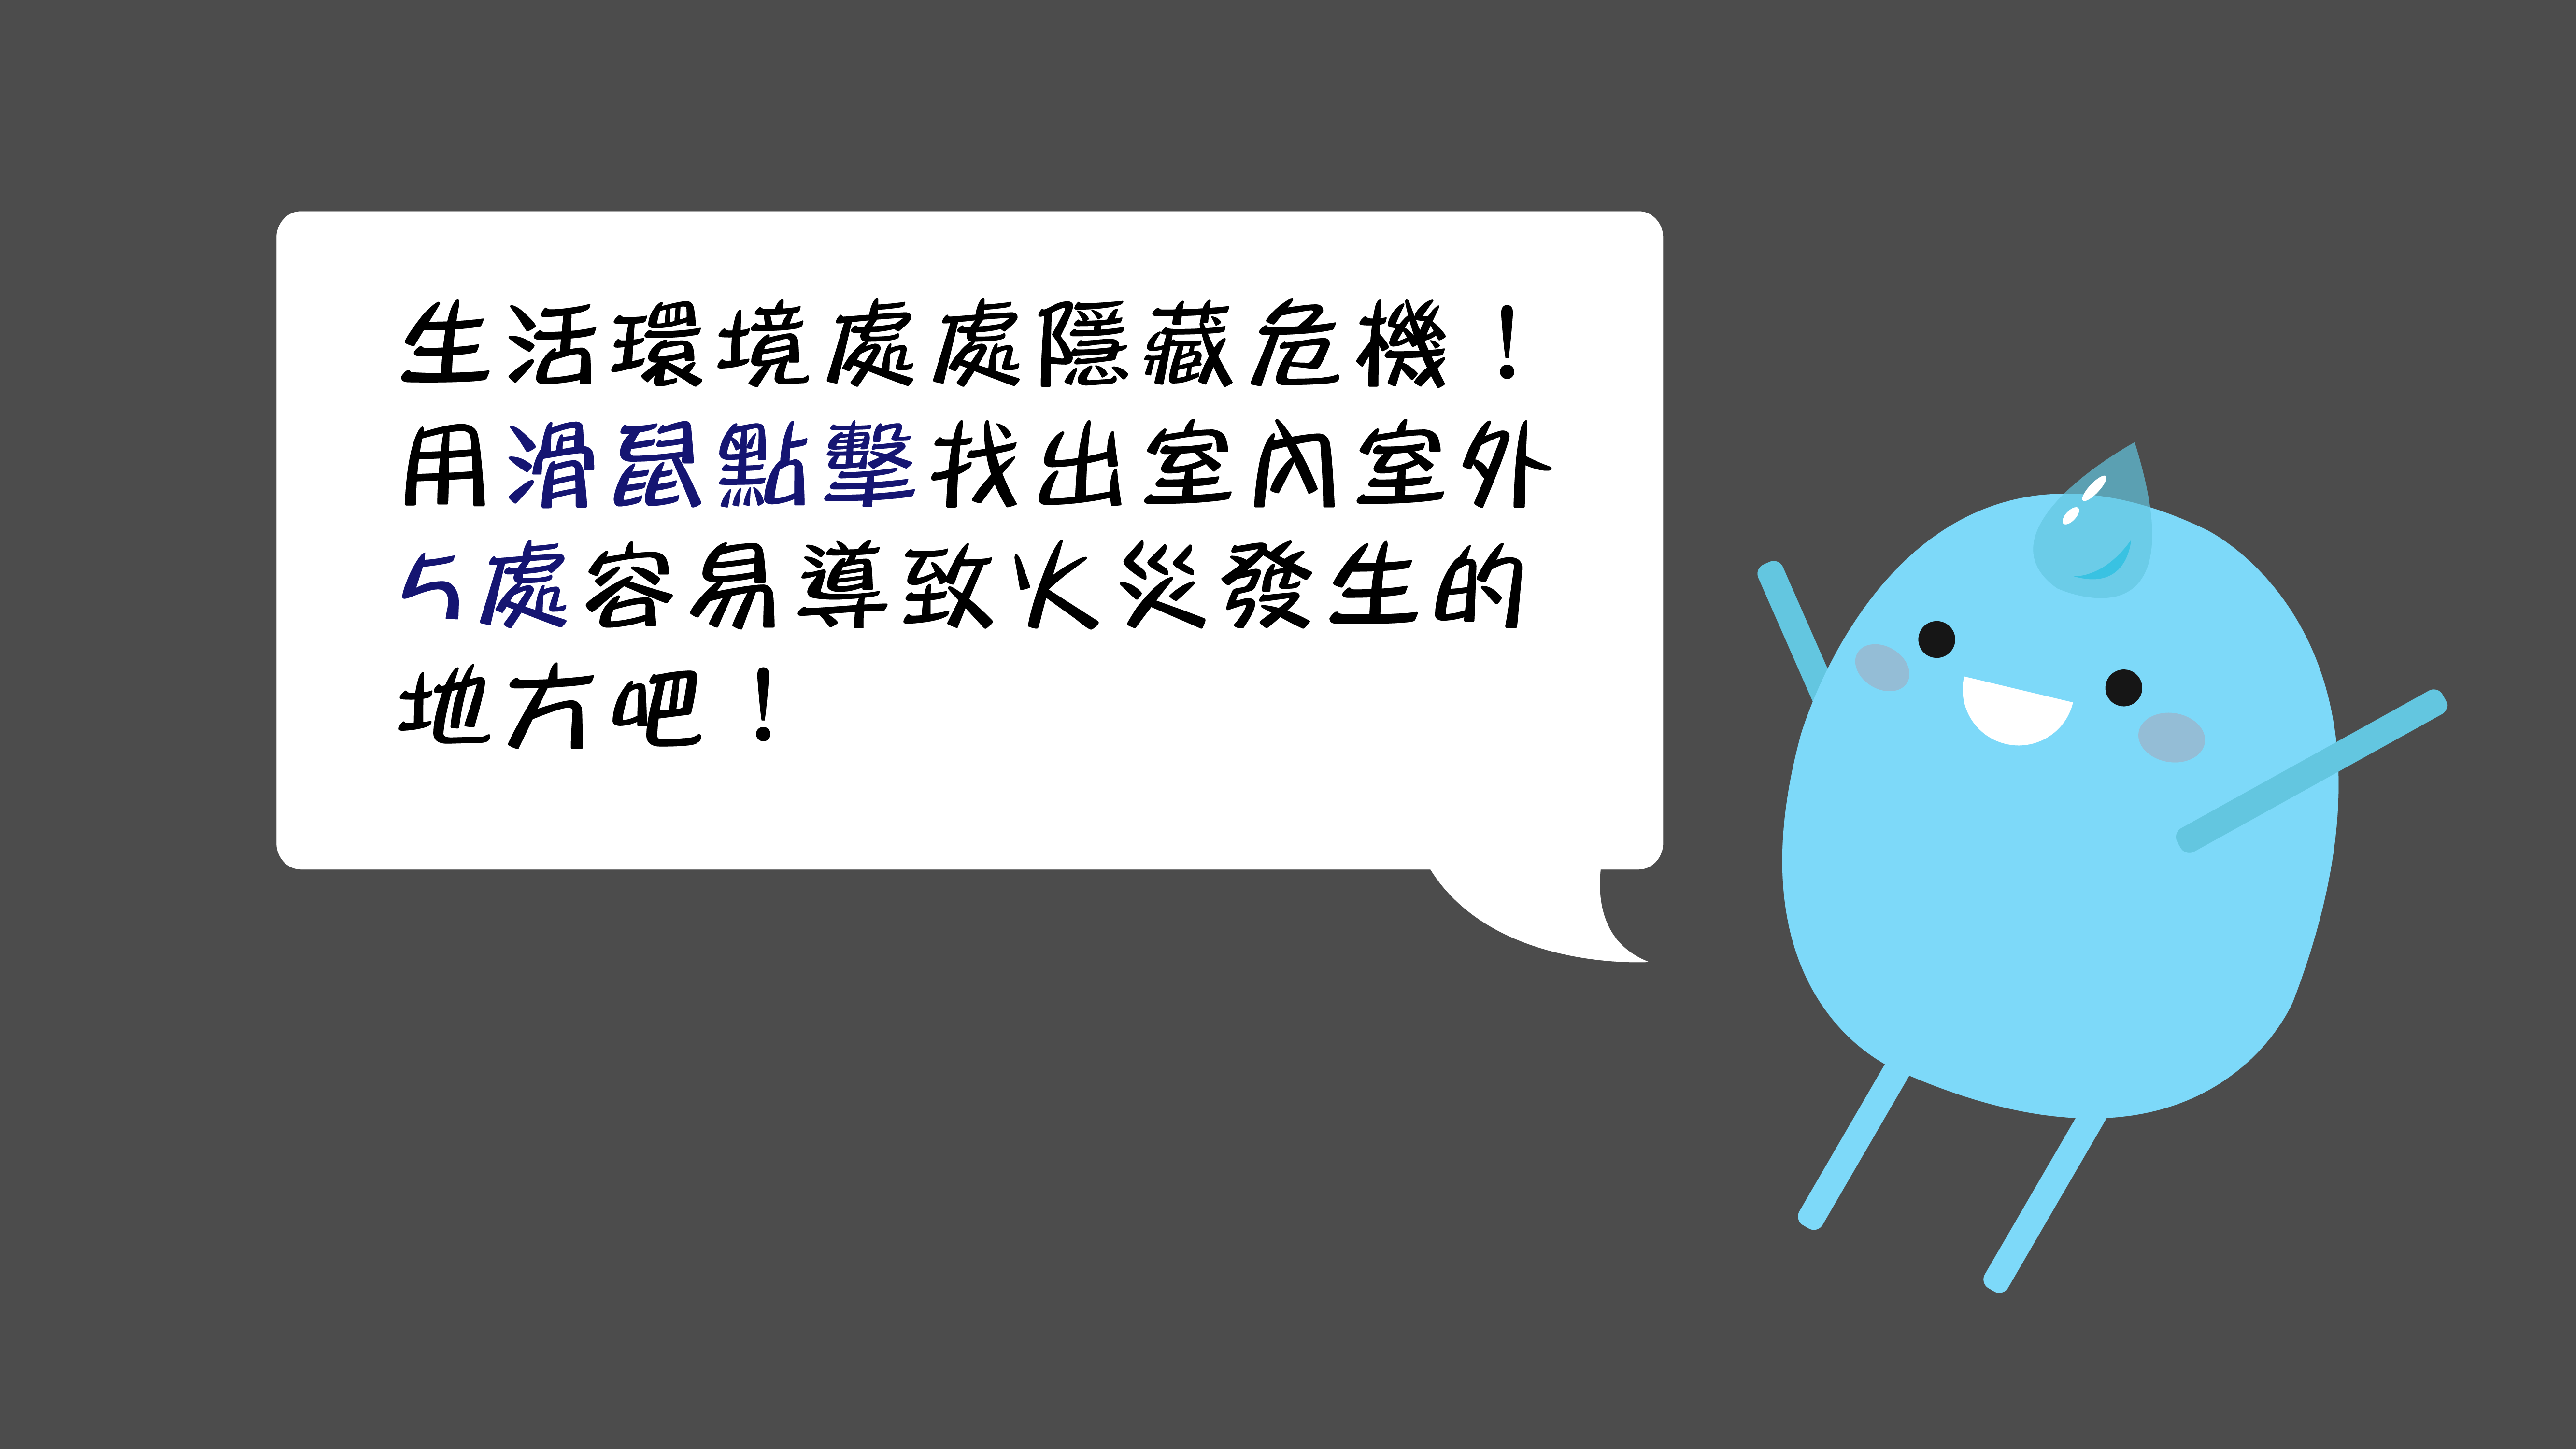 生活環境處處隱藏危機！
用滑鼠點擊找出室內室外
5處容易導致火災發生的
地方吧！